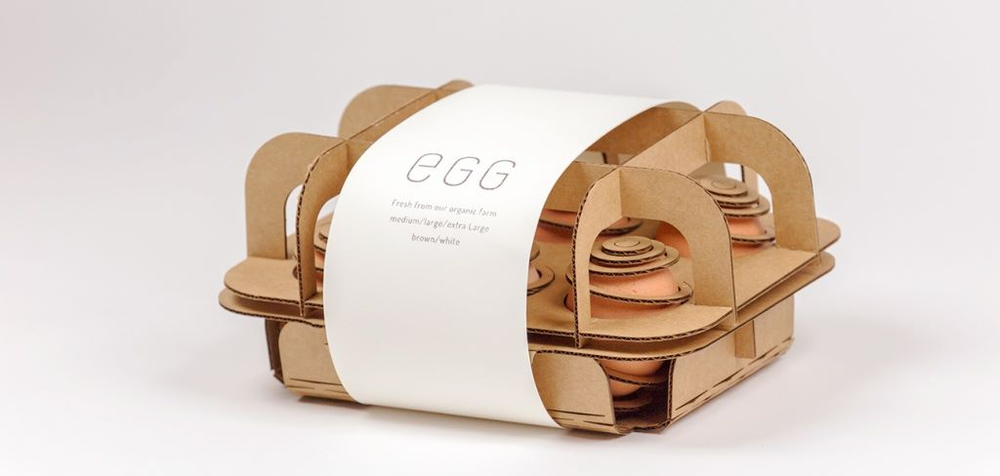 egg
Fresh from our organic farm
medium/large/extra Large
brown/white